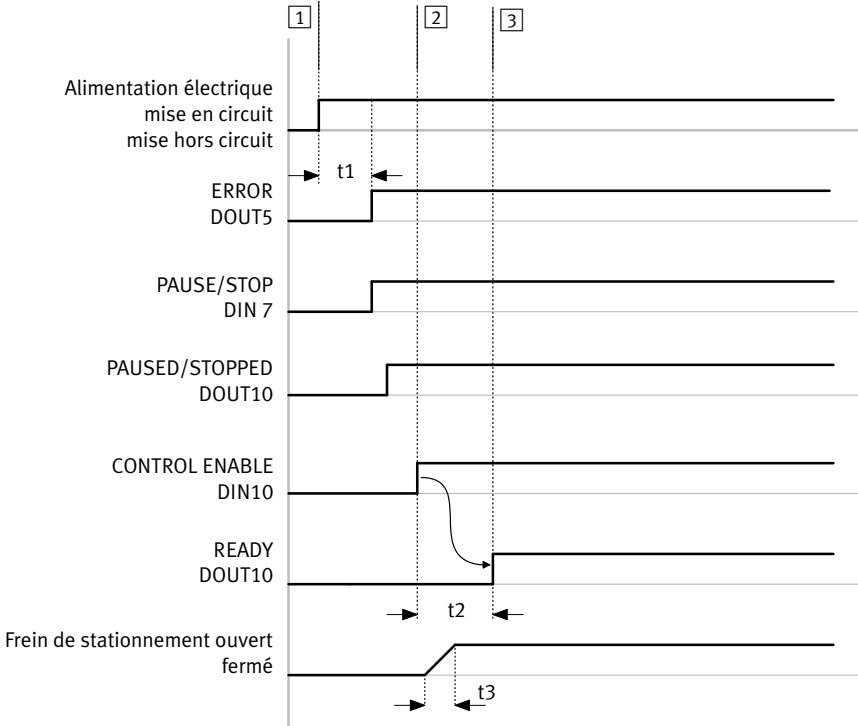 1 2 3
Alimentation électrique
mise en circuit
mise hors circuit
t1
ERROR
DOUT5
PAUSE/STOP
DIN 7
PAUSED/STOPPED
DOUT10
CONTROL ENABLE
DIN10
READY
DOUT10
t2
Frein de stationnement ouvert
fermé
t3